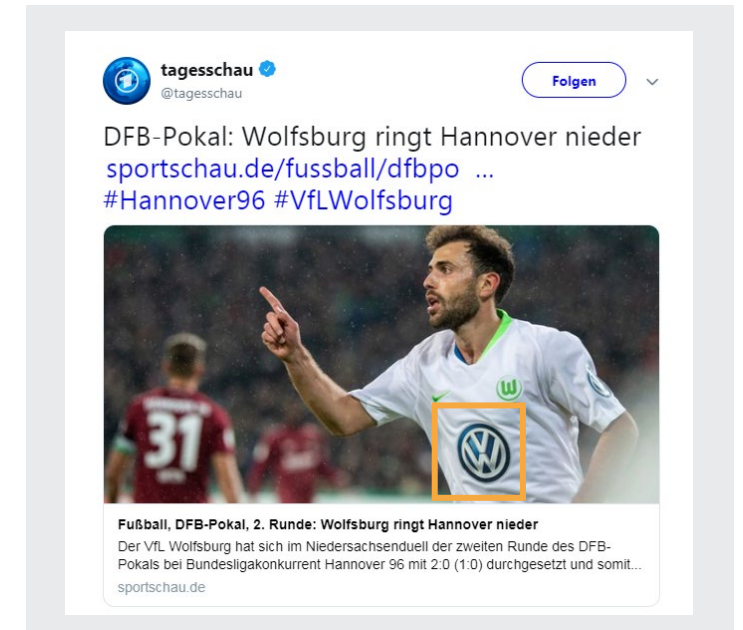 tagesschau
@tagesschau
Folgen
DFB-Pokal: Wolfsburg ringt Hannover nieder
sportschau.de/fussball/dfbpo ...
#Hannover96 #VfLWolfsburg
31
W
VW
Fußball, DFB-Pokal, 2. Runde: Wolfsburg ringt Hannover nieder
Der VfL Wolfsburg hat sich im Niedersachsenduell der zweiten Runde des DFB-
Pokals bei Bundesligakonkurrent Hannover 96 mit 2:0 (1:0) durchgesetzt und somit...
sportschau.de